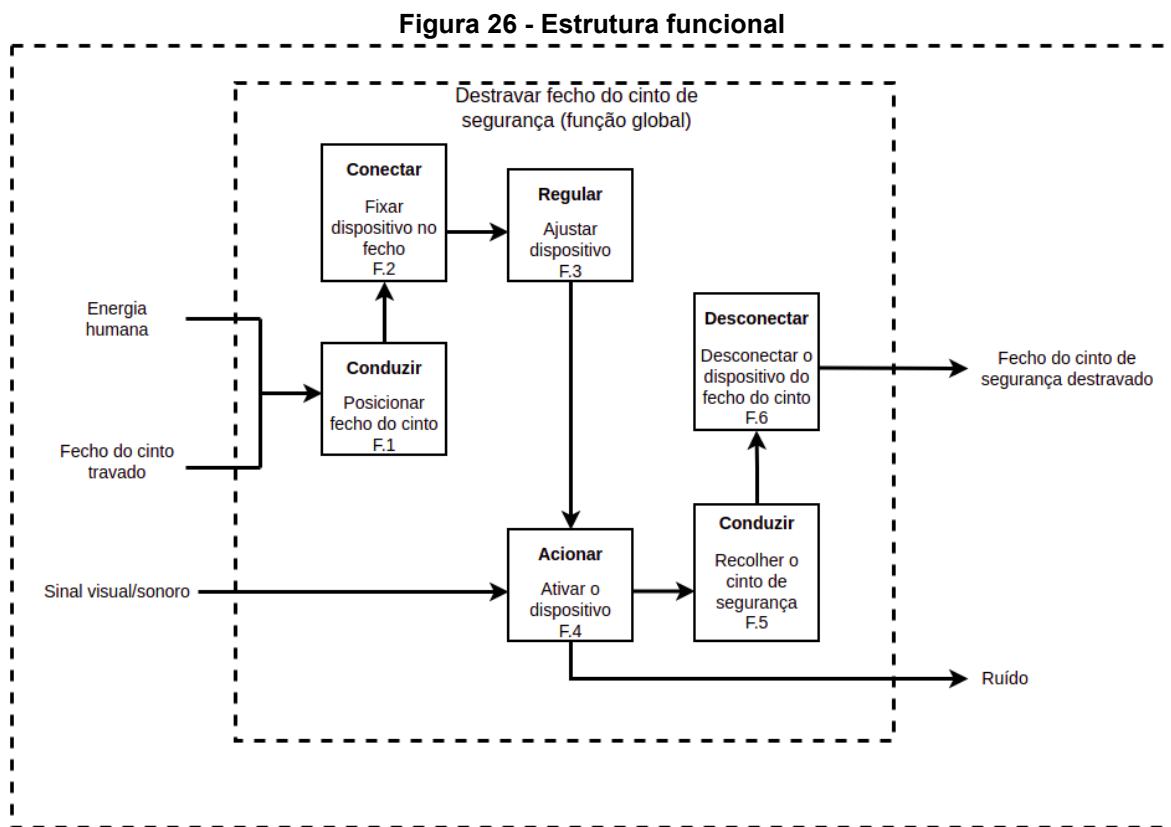 Figura 26 - Estrutura funcional
Destravar fecho do cinto de
segurança (função global)
Conectar
Fixar
dispositivo no
fecho
F.2
Regular
Ajustar
dispositivo
F.3
Energia
humana
Conduzir
Posicionar
fecho do cinto
F.1
Fecho do cinto
travado
Desconectar
Desconectar o
dispositivo do
fecho do cinto
F.6
Fecho do cinto de
segurança destravado
Sinal visual/sonoro
Acionar
Ativar o
dispositivo
F.4
Conduzir
Recolher o
cinto de
segurança
F.5
Ruído